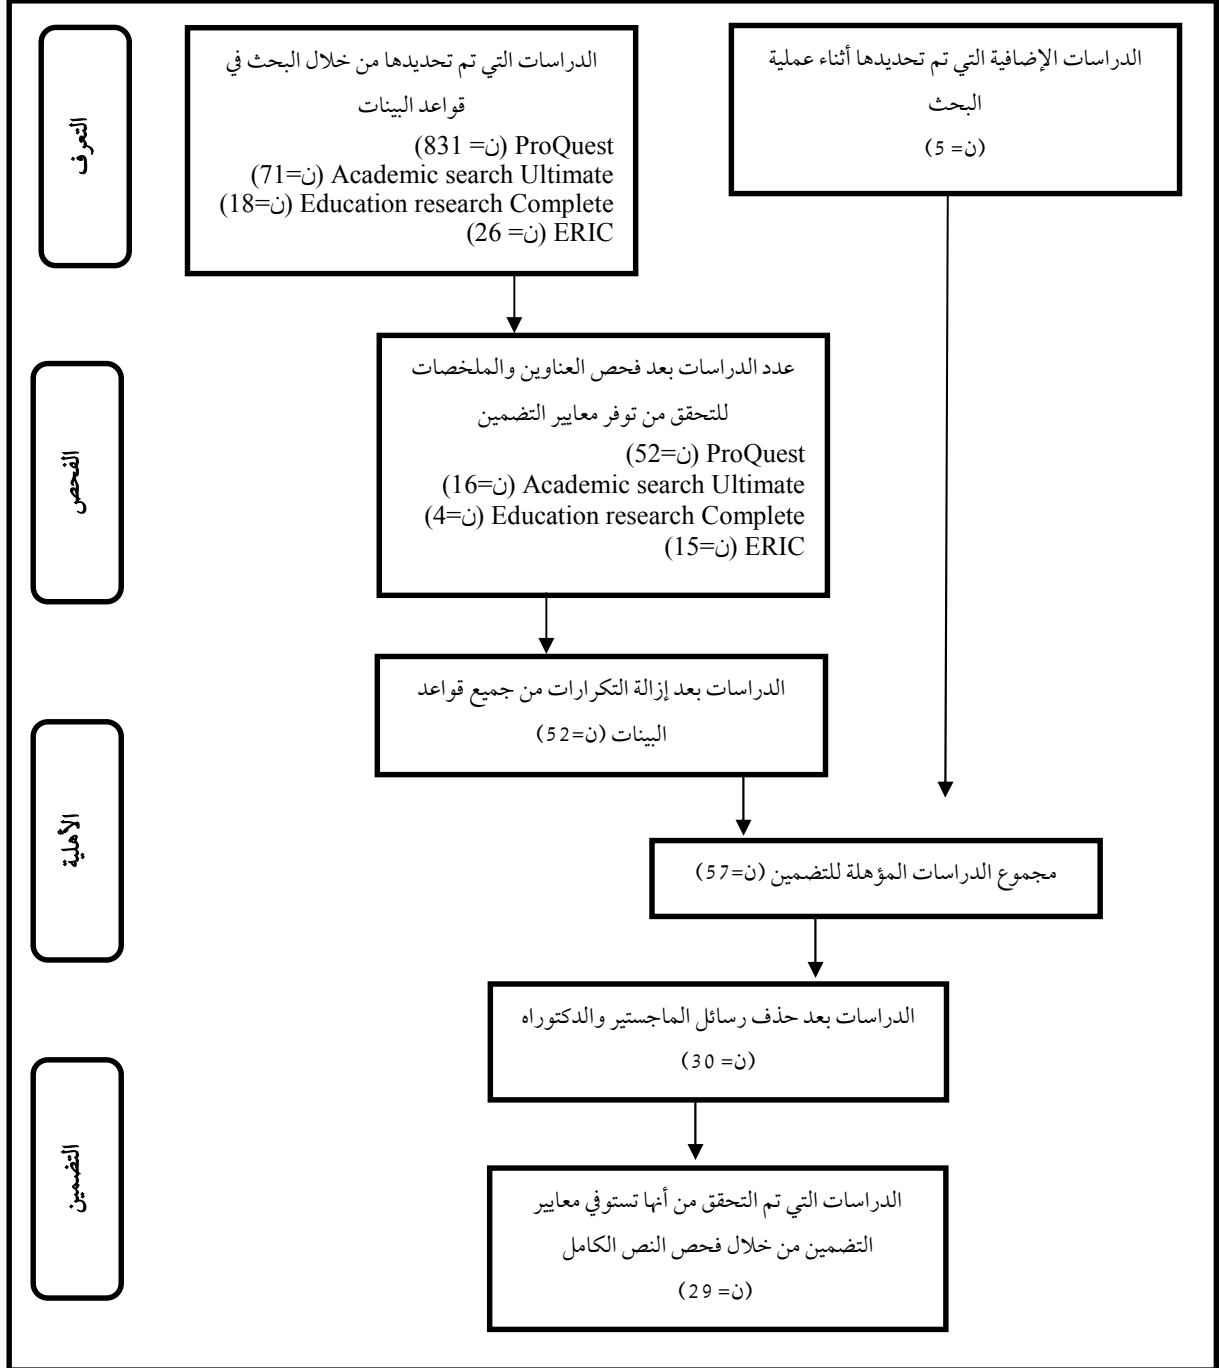 التعرف
الدراسات التي تم تحديدها من خلال البحث في
قواعد البينات
ProQuest (ن= 831)
Academic search Ultimate (ن=71)
Education research Complete (ن=18)
ERIC (ن= 26)
الدراسات الإضافية التي تم تحديدها أثناء عملية
البحث
(ن= 5)
الفحص
عدد الدراسات بعد فحص العناوين والملخصات
للتحقق من توفر معايير التضمين
ProQuest (ن=52)
Academic search Ultimate (ن=16)
Education research Complete (ن=4)
ERIC (ن=15)
الدراسات بعد إزالة التكرارات من جميع قواعد
البينات (ن=52)
الأهلية
مجموع الدراسات المؤهلة للتضمين (ن=57)
الدراسات بعد حذف رسائل الماجستير والدكتوراه
(ن= 30)
التضمين
الدراسات التي تم التحقق من أنها تستوفي معايير
التضمين من خلال فحص النص الكامل
(ن= 29)